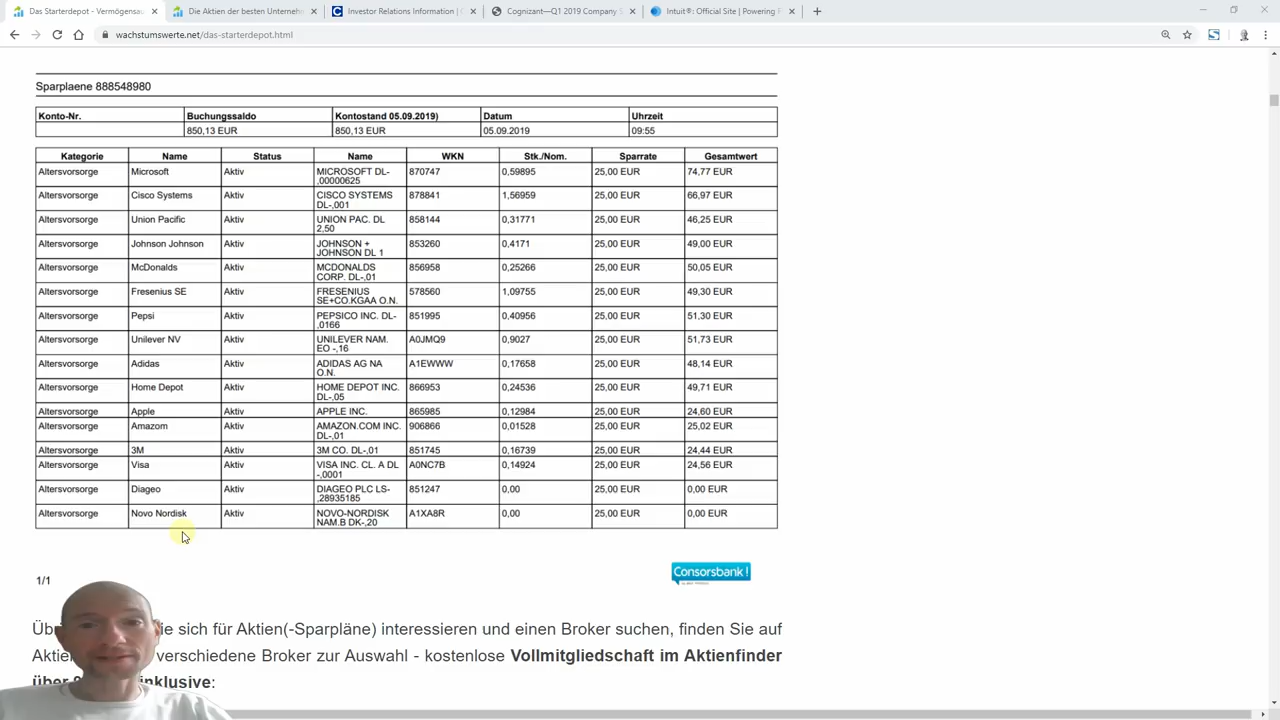 Das Starterdepot - Vermögensau
Die Aktien der besten Unterneh
Investor Relations Information |
Cognizant—Q1 2019 Company S
Intuit®: Official Site | Powering P
wachstumswerte.net/das-starterdepot.html
Sparplaene 888548980
Konto-Nr. Buchungssaldo Kontostand 05.09.2019) Datum Uhrzeit
850,13 EUR 850,13 EUR 05.09.2019 09:55
Kategorie Name Status Name WKN Stk./Nom. Sparrate Gesamtwert
Altersvorsorge Microsoft Aktiv MICROSOFT DL- 870747 0,59895 25,00 EUR 74,77 EUR
,00000625
Altersvorsorge Cisco Systems Aktiv CISCO SYSTEMS 878841 1,56959 25,00 EUR 66,97 EUR
DL-,001
Altersvorsorge Union Pacific Aktiv UNION PAC. DL 858144 0,31771 25,00 EUR 46,25 EUR
2,50
Altersvorsorge Johnson Johnson Aktiv JOHNSON + 853260 0,4171 25,00 EUR 49,00 EUR
JOHNSON DL 1
Altersvorsorge McDonalds Aktiv MCDONALDS 856958 0,25266 25,00 EUR 50,05 EUR
CORP. DL-,01
Altersvorsorge Fresenius SE Aktiv FRESENIUS 578560 1,09755 25,00 EUR 49,30 EUR
SE+CO.KGAA O.N.
Altersvorsorge Pepsi Aktiv PEPSICO INC. DL- 851995 0,40956 25,00 EUR 51,30 EUR
,0166
Altersvorsorge Unilever NV Aktiv UNILEVER NAM. A0JMQ9 0,9027 25,00 EUR 51,73 EUR
EO -,16
Altersvorsorge Adidas Aktiv ADIDAS AG NA A1EWWW 0,17658 25,00 EUR 48,14 EUR
O.N.
Altersvorsorge Home Depot Aktiv HOME DEPOT INC. 866953 0,24536 25,00 EUR 49,71 EUR
DL-,05
Altersvorsorge Apple Aktiv APPLE INC. 865985 0,12984 25,00 EUR 24,60 EUR
Altersvorsorge Amazom Aktiv AMAZON.COM INC. 906866 0,01528 25,00 EUR 25,02 EUR
DL-,01
Altersvorsorge 3M Aktiv 3M CO. DL-,01 851745 0,16739 25,00 EUR 24,44 EUR
Altersvorsorge Visa Aktiv VISA INC. CL. A DL A0NC7B 0,14924 25,00 EUR 24,56 EUR
-,0001
Altersvorsorge Diageo Aktiv DIAGEO PLC LS- 851247 0,00 25,00 EUR 0,00 EUR
,28935185
Altersvorsorge Novo Nordisk Aktiv NOVO-NORDISK A1XA8R 0,00 25,00 EUR 0,00 EUR
NAM.B DK-,20
1/1
Consorsbank!
ie sich für Aktien(-Sparpläne) interessieren und einen Broker suchen, finden Sie auf
verschiedene Broker zur Auswahl - kostenlose Vollmitgliedschaft im Aktienfinder
über inklusive: